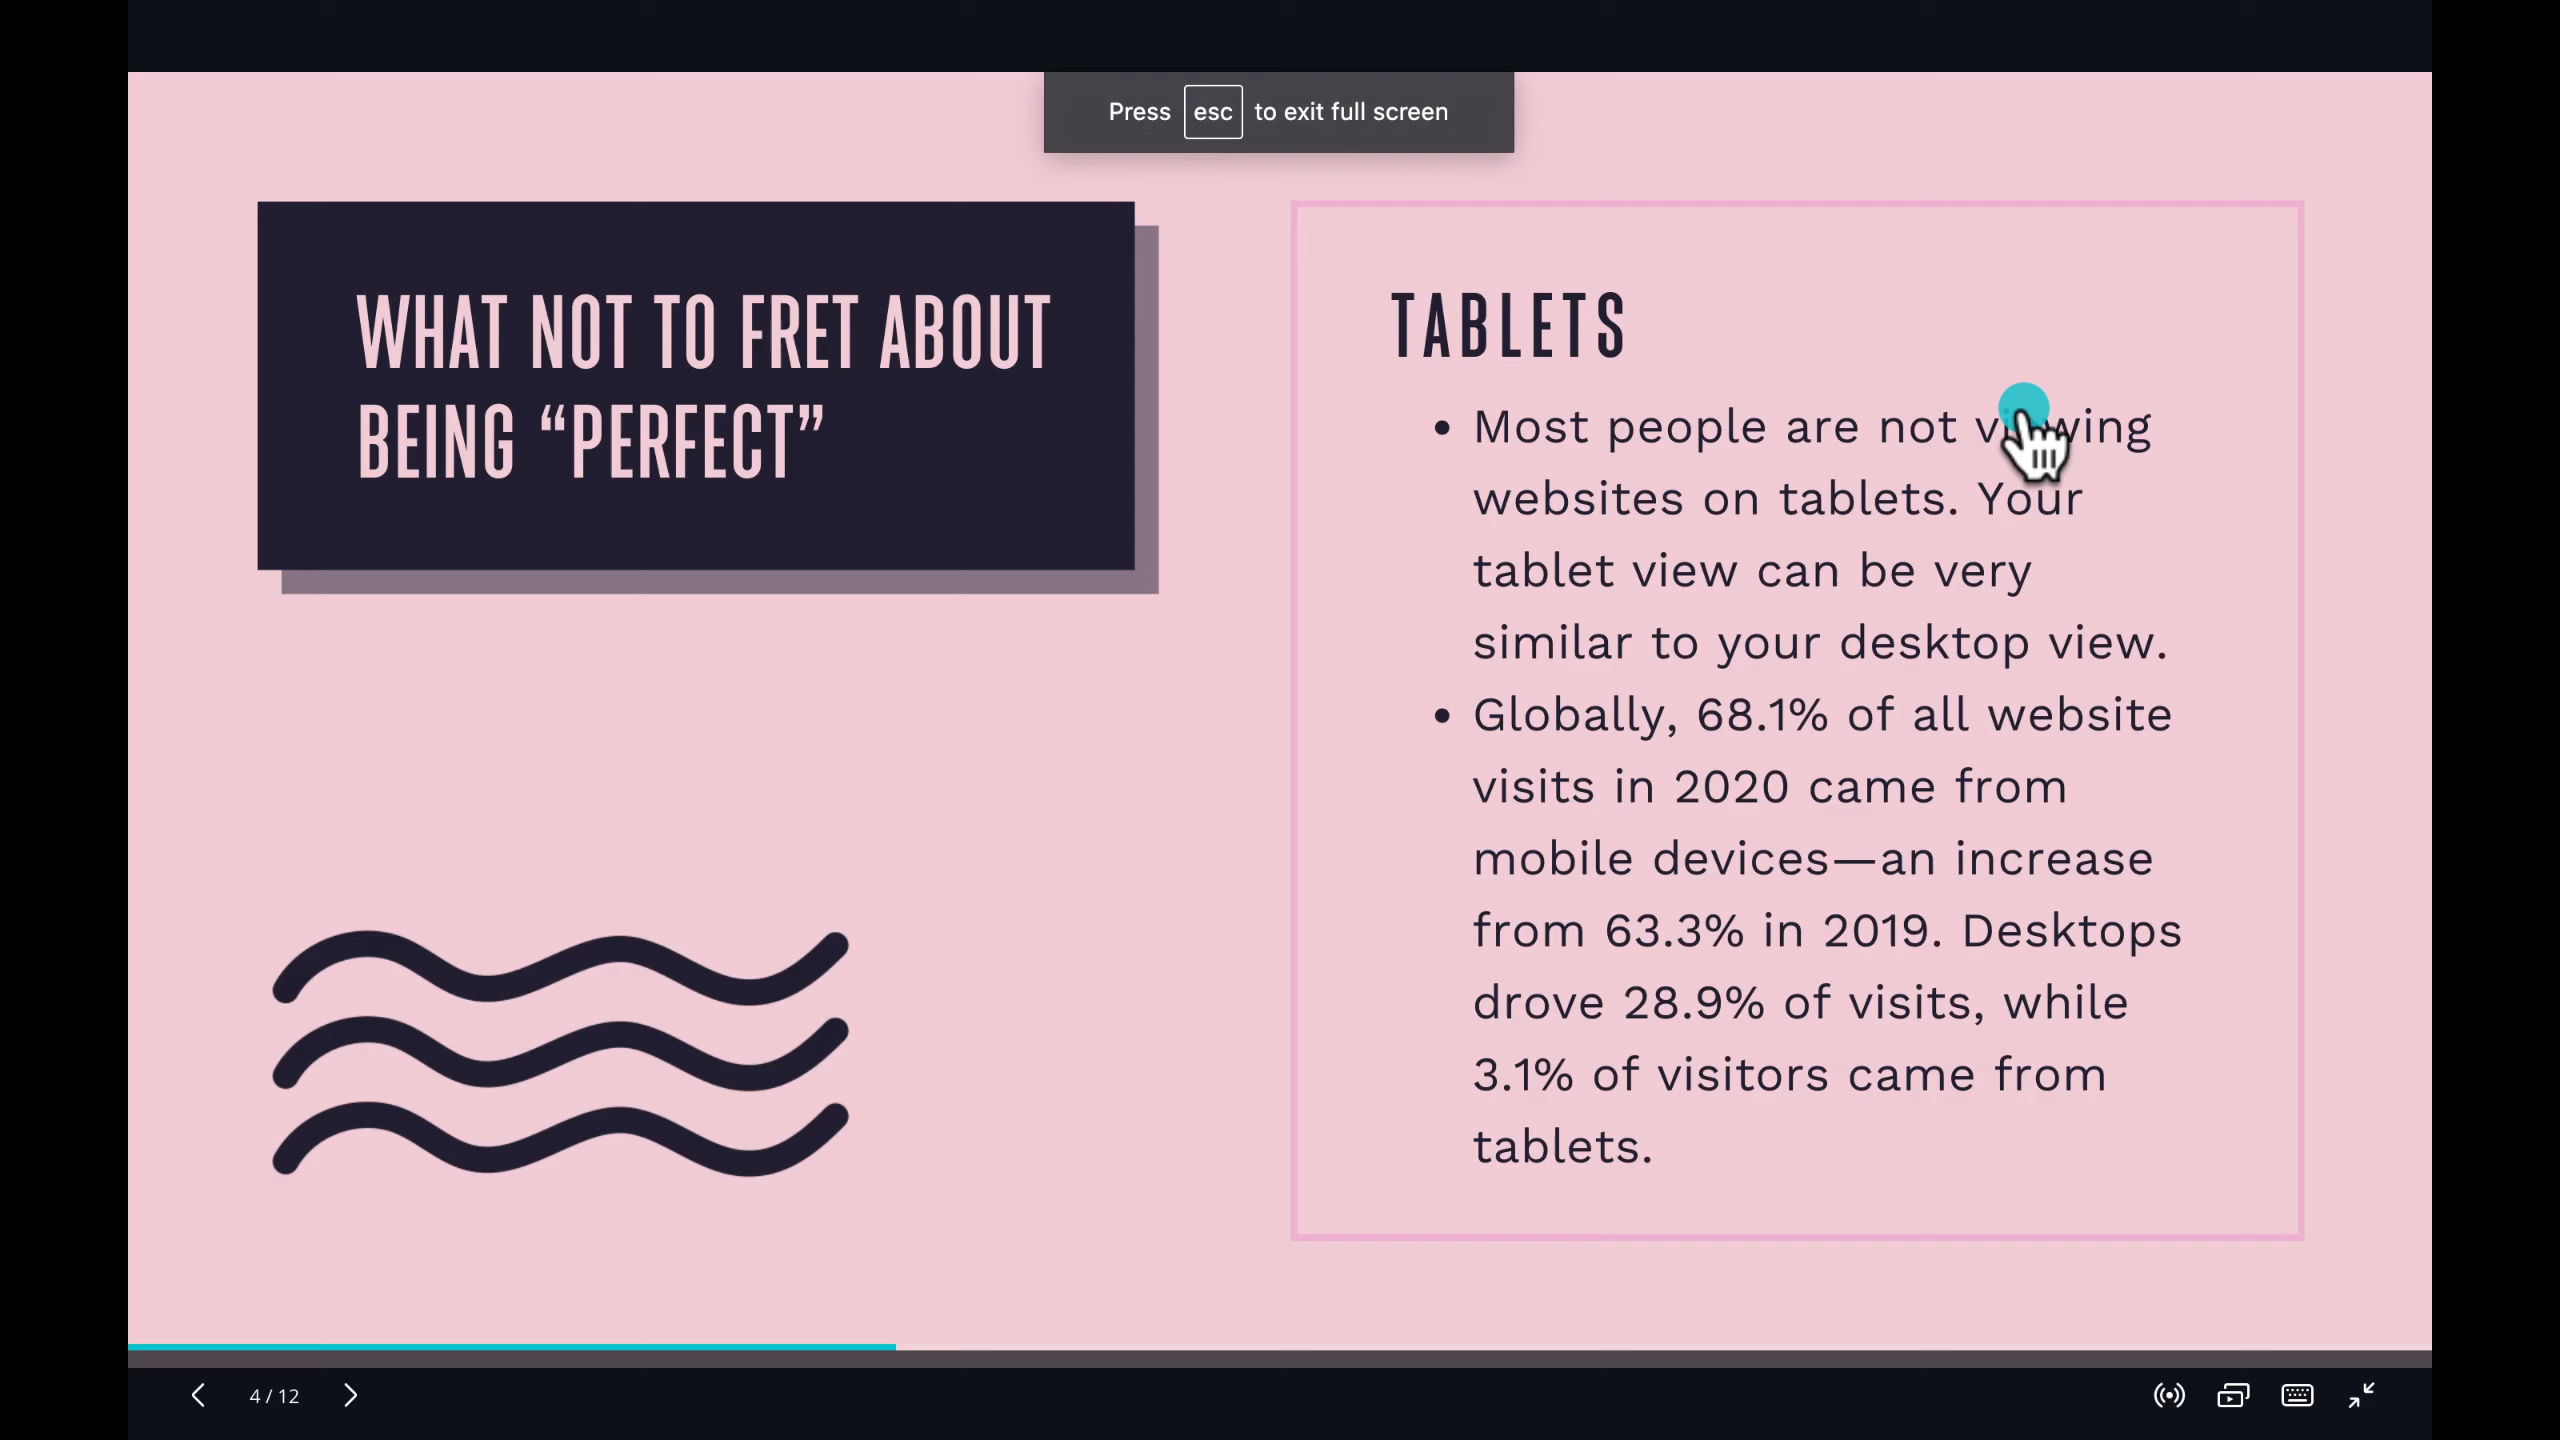 Press esc to exit full screen
WHAT NOT TO FRET ABOUT
BEING “PERFECT”
TABLETS
• Most people are not viewing
websites on tablets. Your
tablet view can be very
similar to your desktop view.
• Globally, 68.1% of all website
visits in 2020 came from
mobile devices—an increase
from 63.3% in 2019. Desktops
drove 28.9% of visits, while
3.1% of visitors came from
tablets.
4 / 12